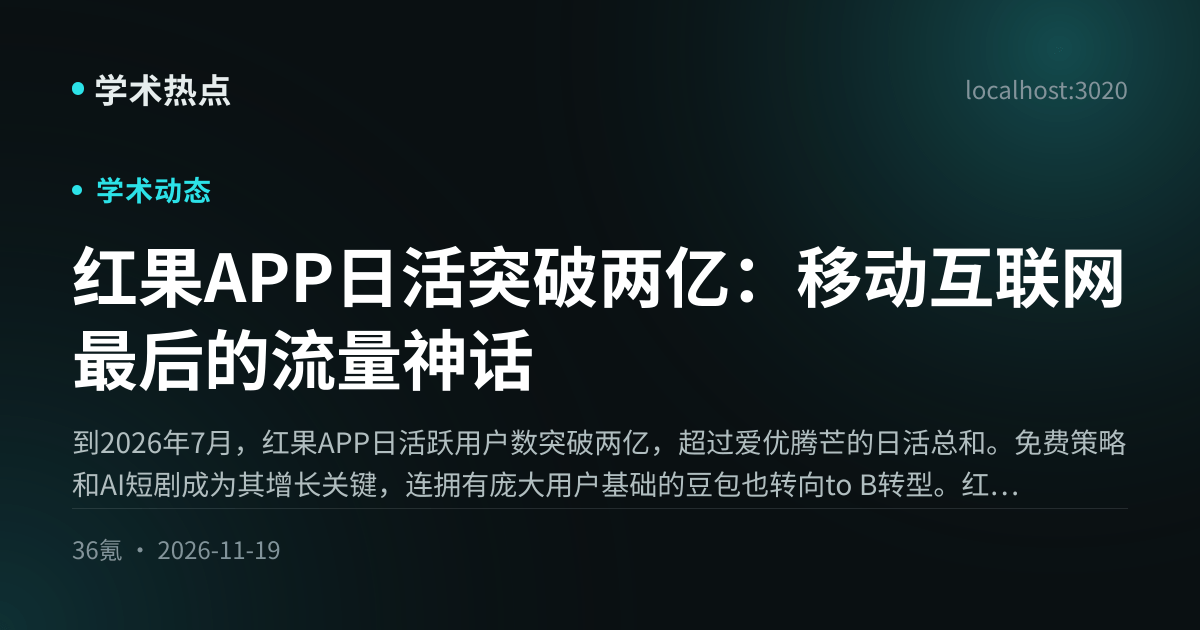 学术热点
localhost:3020
学术动态
红果APP日活突破两亿：移动互联网
最后的流量神话
到2026年7月，红果APP日活跃用户数突破两亿，超过爱优腾芒的日活总和。免费策略
和AI短剧成为其增长关键，连拥有庞大用户基础的豆包也转向to B转型。红…
36氪 · 2026-11-19